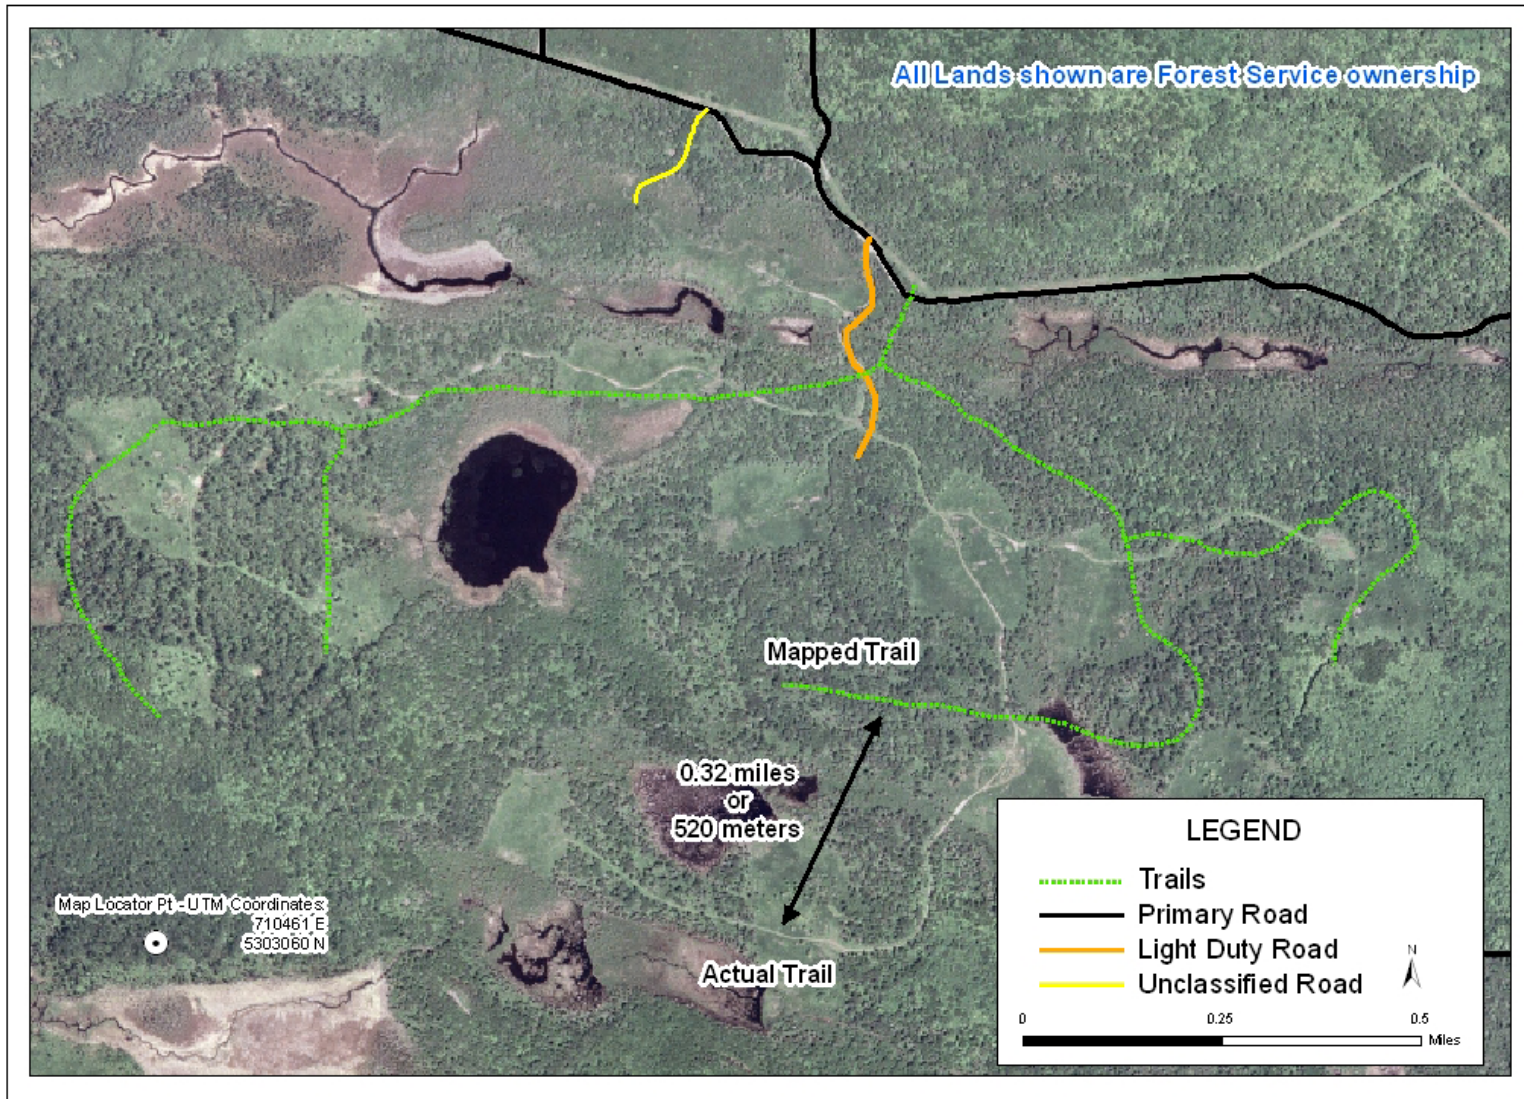 All Lands shown are Forest Service ownership
Mapped Trail
0.32 miles
or
520 meters
Map Locator Pt - UTM Coordinates:
710461 E
5303060 N
Actual Trail
LEGEND
Trails
Primary Road
Light Duty Road
Unclassified Road
N
0 0.25 0.5
Miles